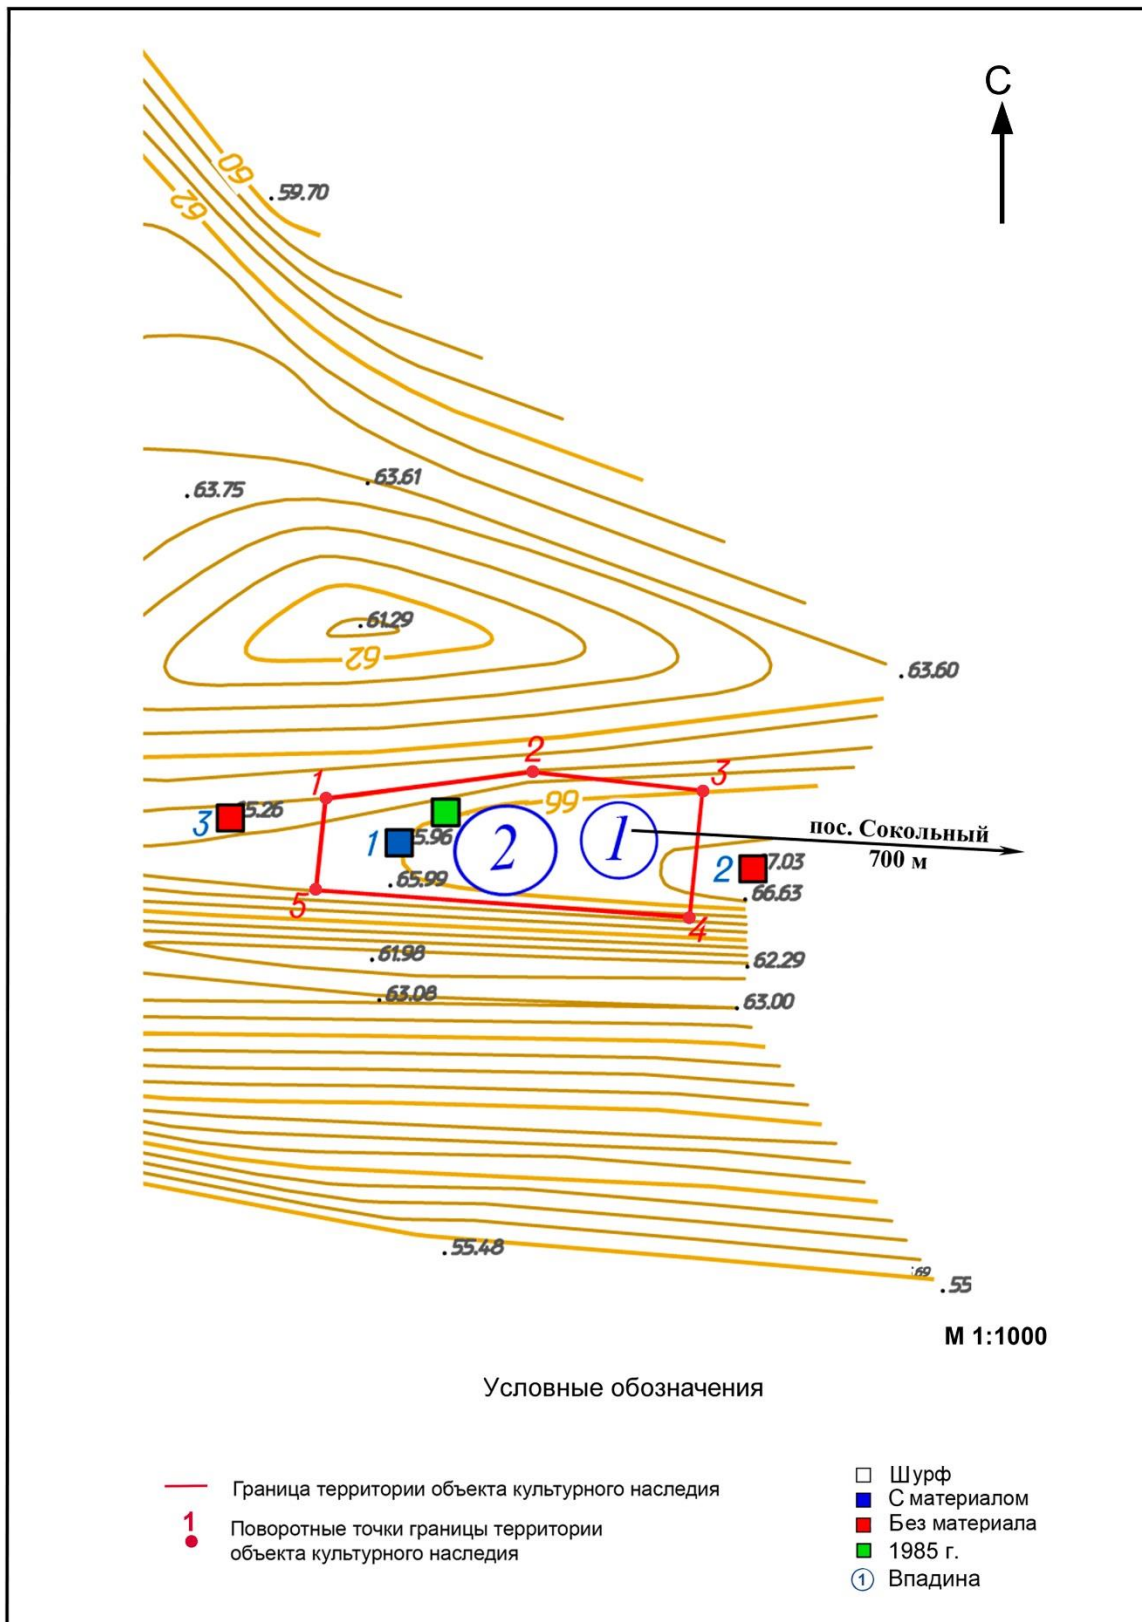 С
60
.59.70
62
.63.61
.63.75
.61.29
62
.63.60
2
1
3
66
5.26
3
1
5.96
2
1
пос. Сокольный
700 м
2
7.03
.65.99
.66.63
5
4
.61.98
.62.29
.63.08
.63.00
.55.48
.69
.55
М 1:1000
Условные обозначения
Граница территории объекта культурного наследия
1
Поворотные точки границы территории
объекта культурного наследия
Шурф
С материалом
Без материала
1985 г.
1 Впадина